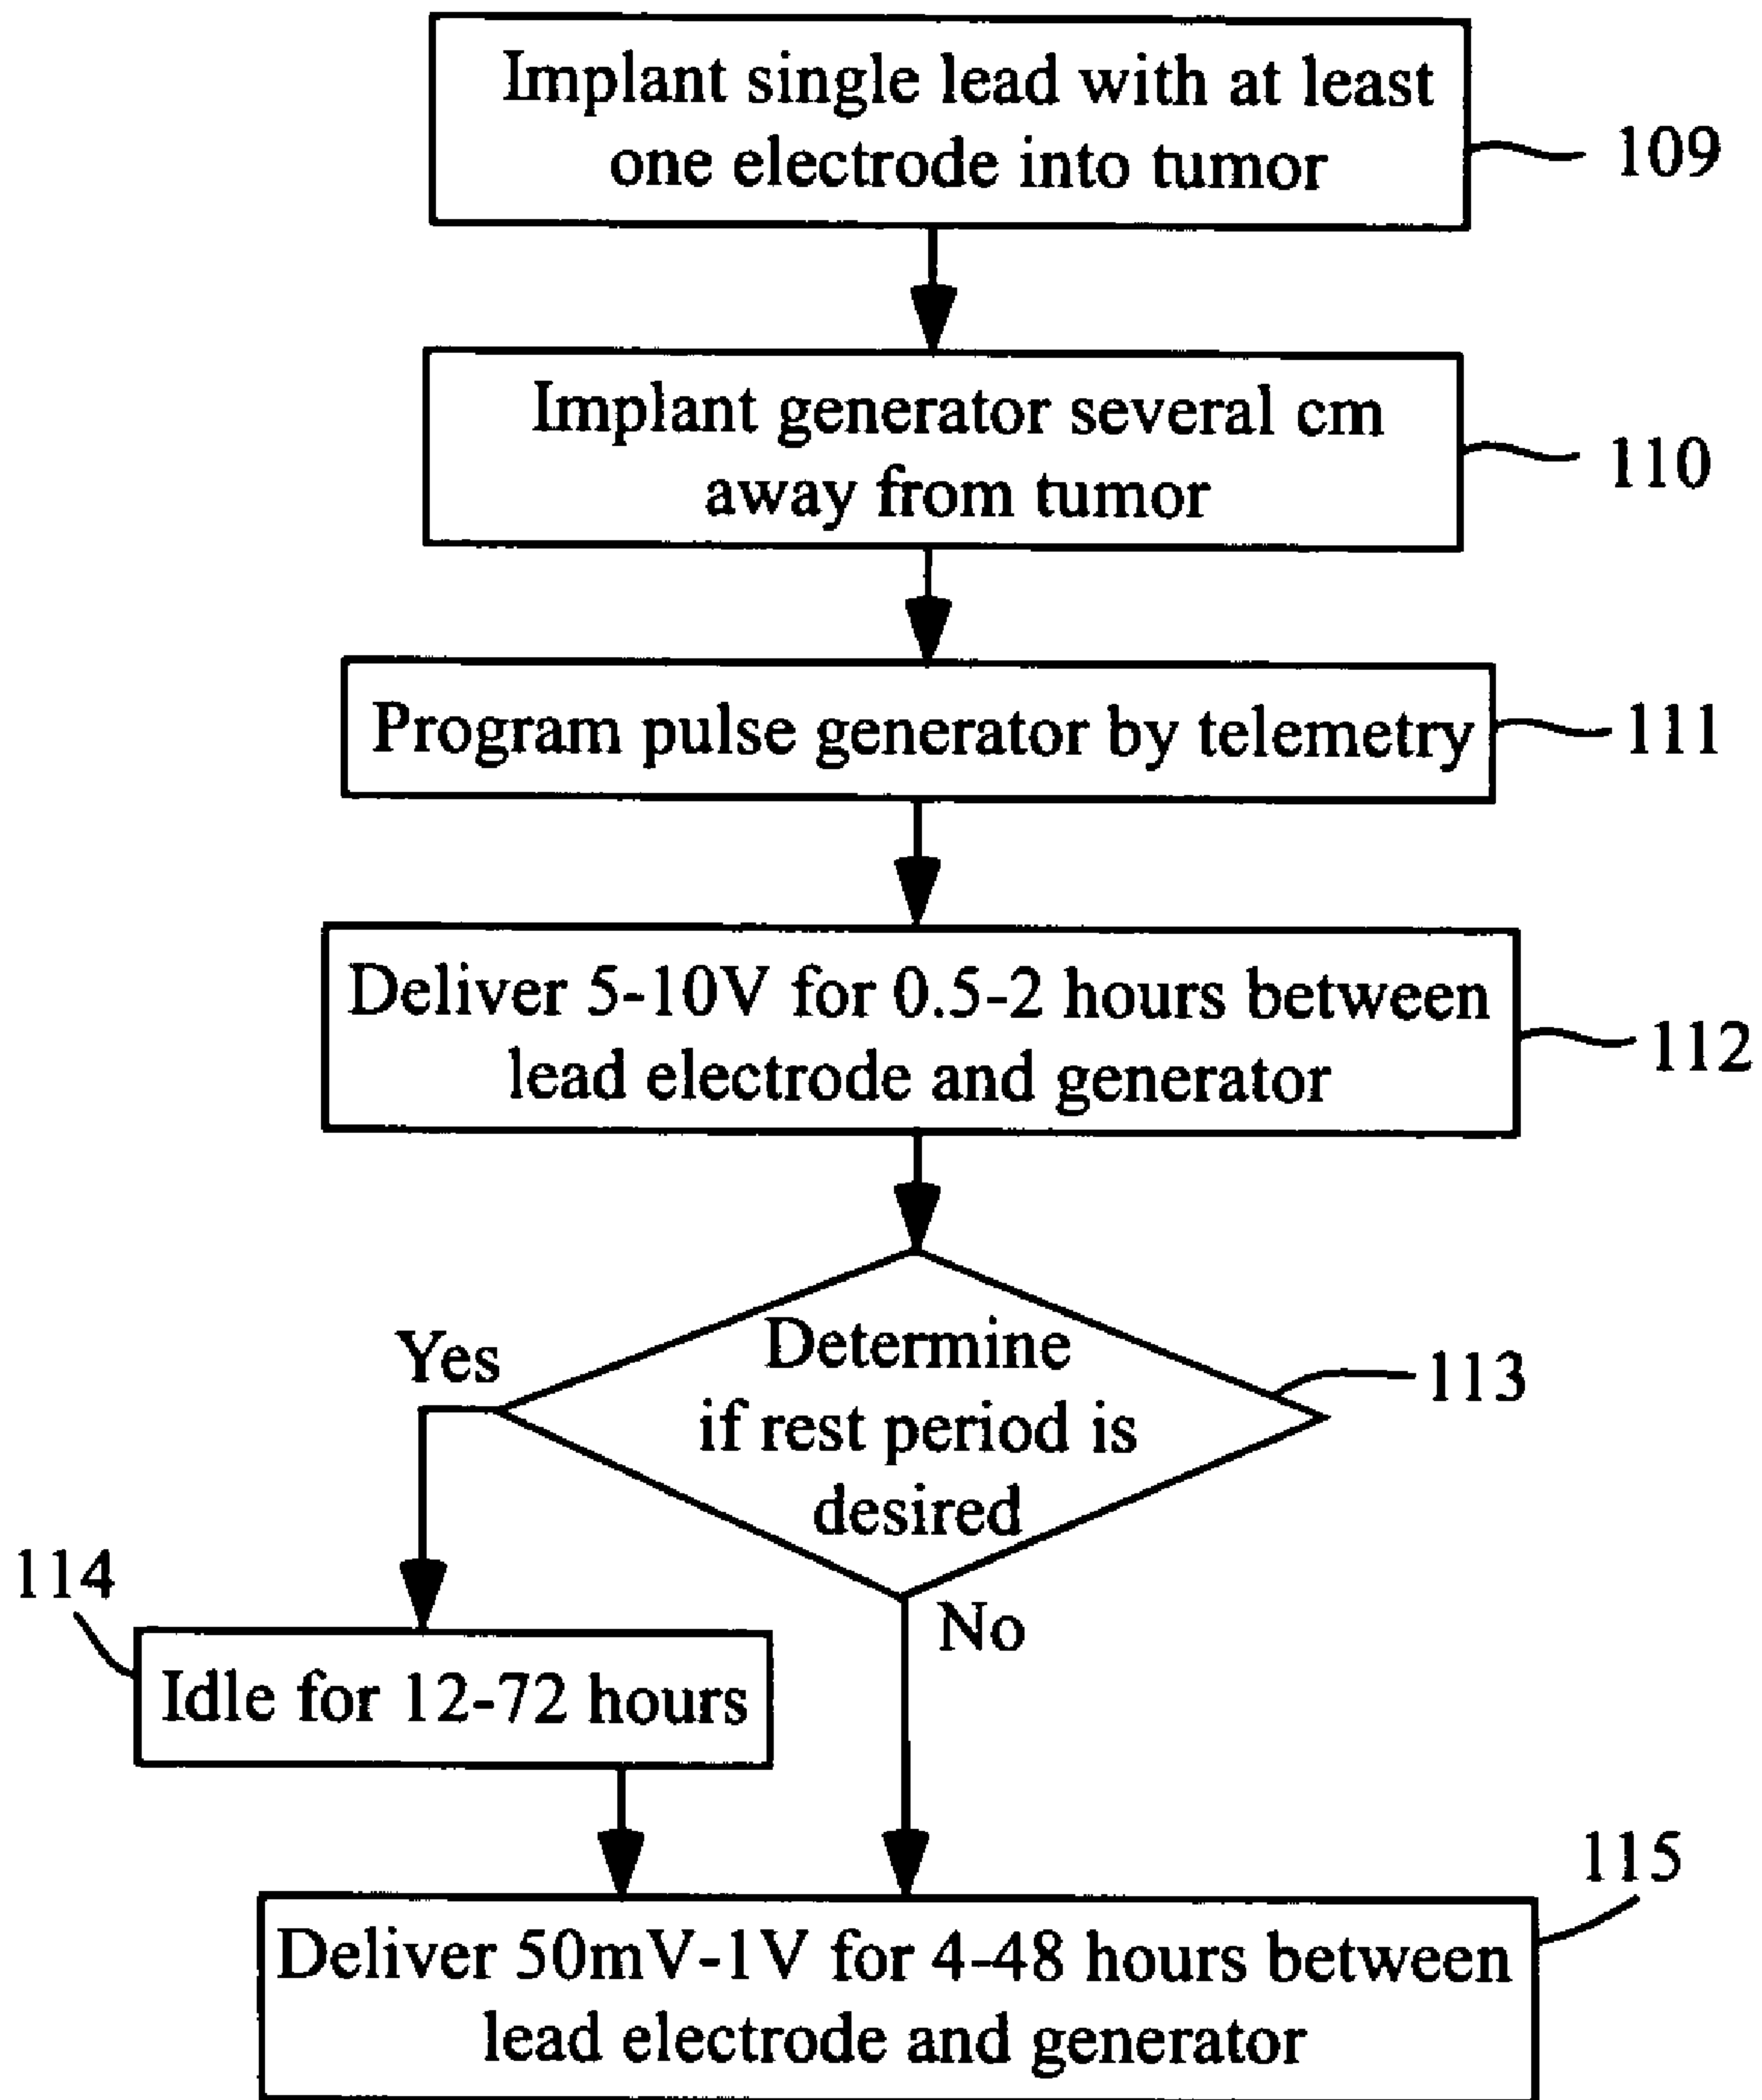 Implant single lead with at least
one electrode into tumor
109
Implant generator several cm
away from tumor
110
Program pulse generator by telemetry
111
Deliver 5-10V for 0.5-2 hours between
lead electrode and generator
112
Determine
if rest period is
desired
113
Yes
No
114
Idle for 12-72 hours
115
Deliver 50mV-1V for 4-48 hours between
lead electrode and generator